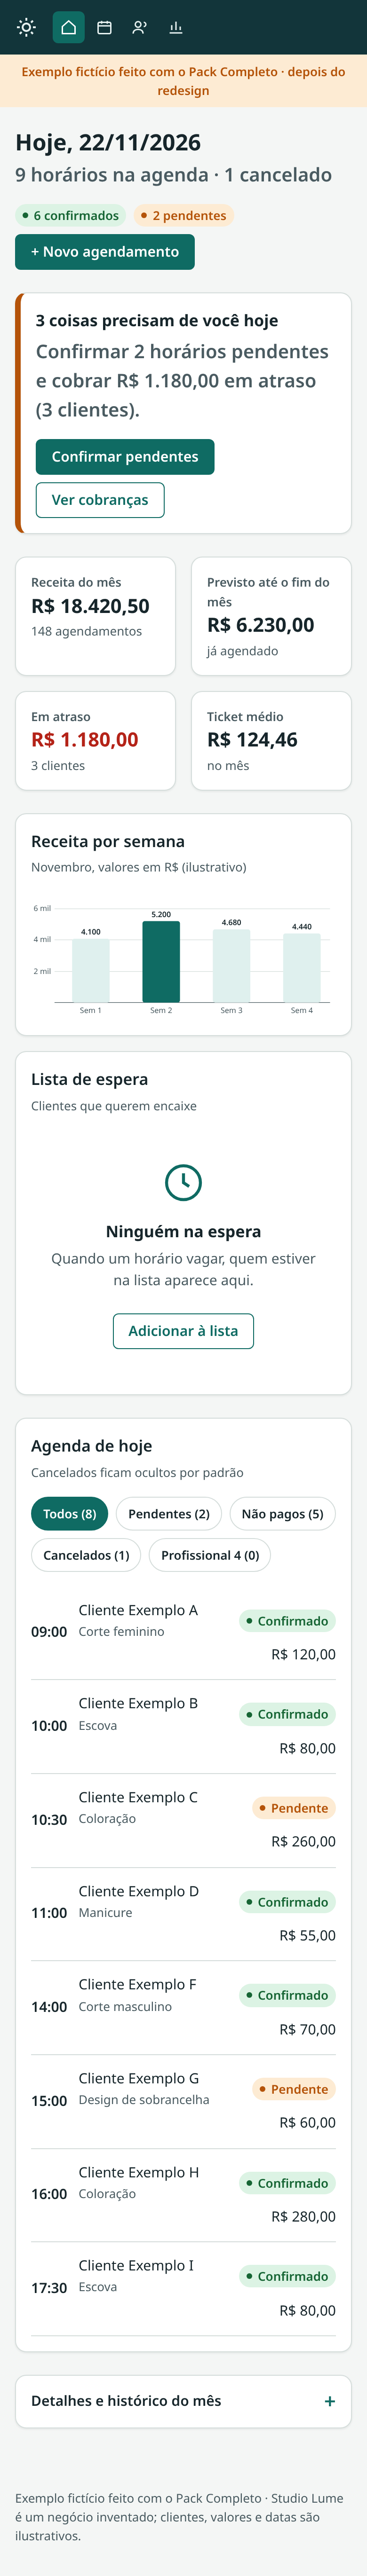 Exemplo fictício feito com o Pack Completo · depois do
redesign
Hoje, 22/11/2026
9 horários na agenda · 1 cancelado
6 confirmados
2 pendentes
+ Novo agendamento
3 coisas precisam de você hoje
Confirmar 2 horários pendentes
e cobrar R$ 1.180,00 em atraso
(3 clientes).
Confirmar pendentes
Ver cobranças
Receita do mês
R$ 18.420,50
148 agendamentos
Previsto até o fim do
mês
R$ 6.230,00
já agendado
Em atraso
R$ 1.180,00
3 clientes
Ticket médio
R$ 124,46
no mês
Receita por semana
Novembro, valores em R$ (ilustrativo)
6 mil
4 mil
2 mil
4.100
5.200
4.680
4.440
Sem 1
Sem 2
Sem 3
Sem 4
Lista de espera
Clientes que querem encaixe
Ninguém na espera
Quando um horário vagar, quem estiver
na lista aparece aqui.
Adicionar à lista
Agenda de hoje
Cancelados ficam ocultos por padrão
Todos (8)
Pendentes (2)
Não pagos (5)
Cancelados (1)
Profissional 4 (0)
09:00
Cliente Exemplo A
Corte feminino
Confirmado
R$ 120,00
10:00
Cliente Exemplo B
Escova
Confirmado
R$ 80,00
10:30
Cliente Exemplo C
Coloração
Pendente
R$ 260,00
11:00
Cliente Exemplo D
Manicure
Confirmado
R$ 55,00
14:00
Cliente Exemplo F
Corte masculino
Confirmado
R$ 70,00
15:00
Cliente Exemplo G
Design de sobrancelha
Pendente
R$ 60,00
16:00
Cliente Exemplo H
Coloração
Confirmado
R$ 280,00
17:30
Cliente Exemplo I
Escova
Confirmado
R$ 80,00
Detalhes e histórico do mês
+
Exemplo fictício feito com o Pack Completo · Studio Lume
é um negócio inventado; clientes, valores e datas são
ilustrativos.